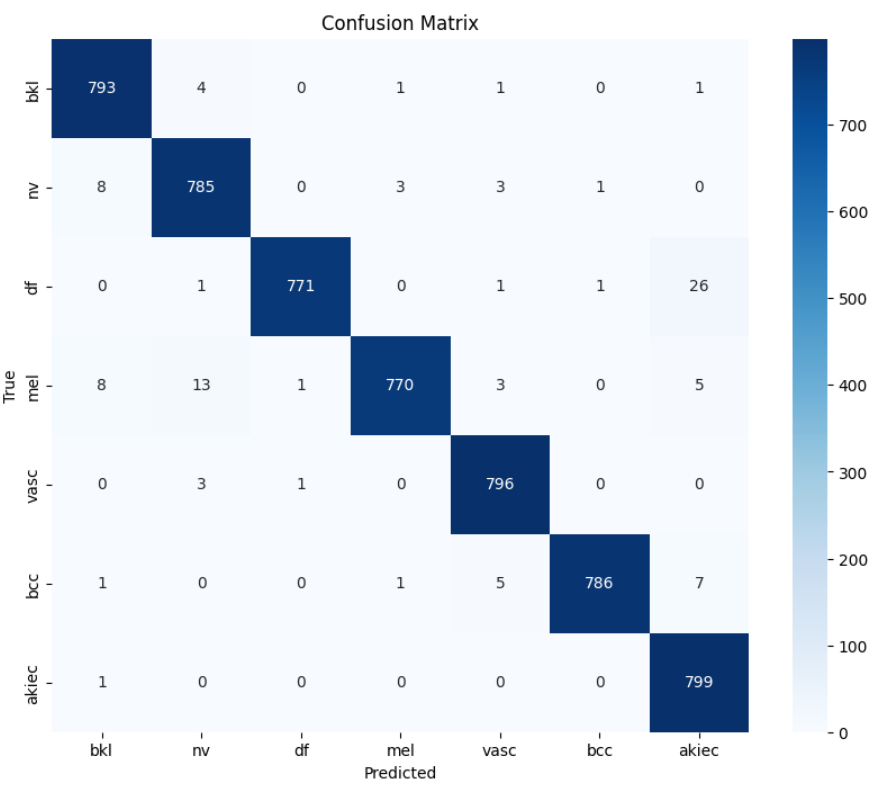 Confusion Matrix
bkl 793 4 0 1 1 0 1
nv 8 785 0 3 3 1 0
df 0 1 771 0 1 1 26
mel 8 13 1 770 3 0 5
vasc 0 3 1 0 796 0 0
bcc 1 0 0 1 5 786 7
akiec 1 0 0 0 0 0 799
True
bkl nv df mel vasc bcc akiec
Predicted
700
600
500
400
300
200
100
0